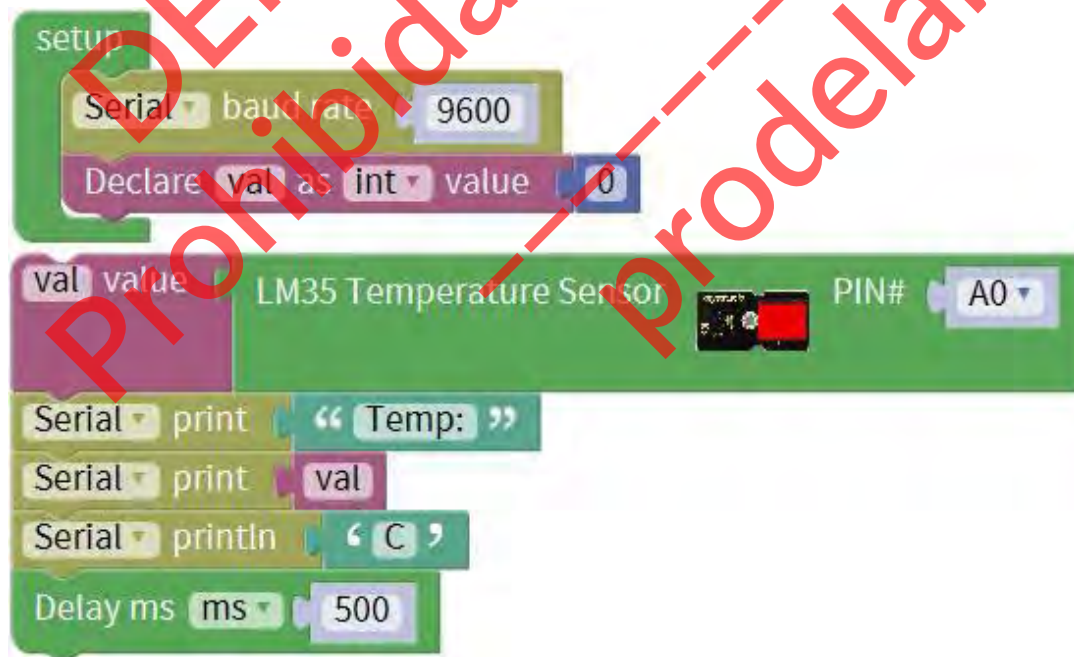 setup
Serial baud rate 9600
Declare val as int value 0
val value LM35 Temperature Sensor PIN# A0
Serial print “ Temp: ”
Serial print val
Serial println ‘ C ’
Delay ms ms 500
Prohibida
prodela